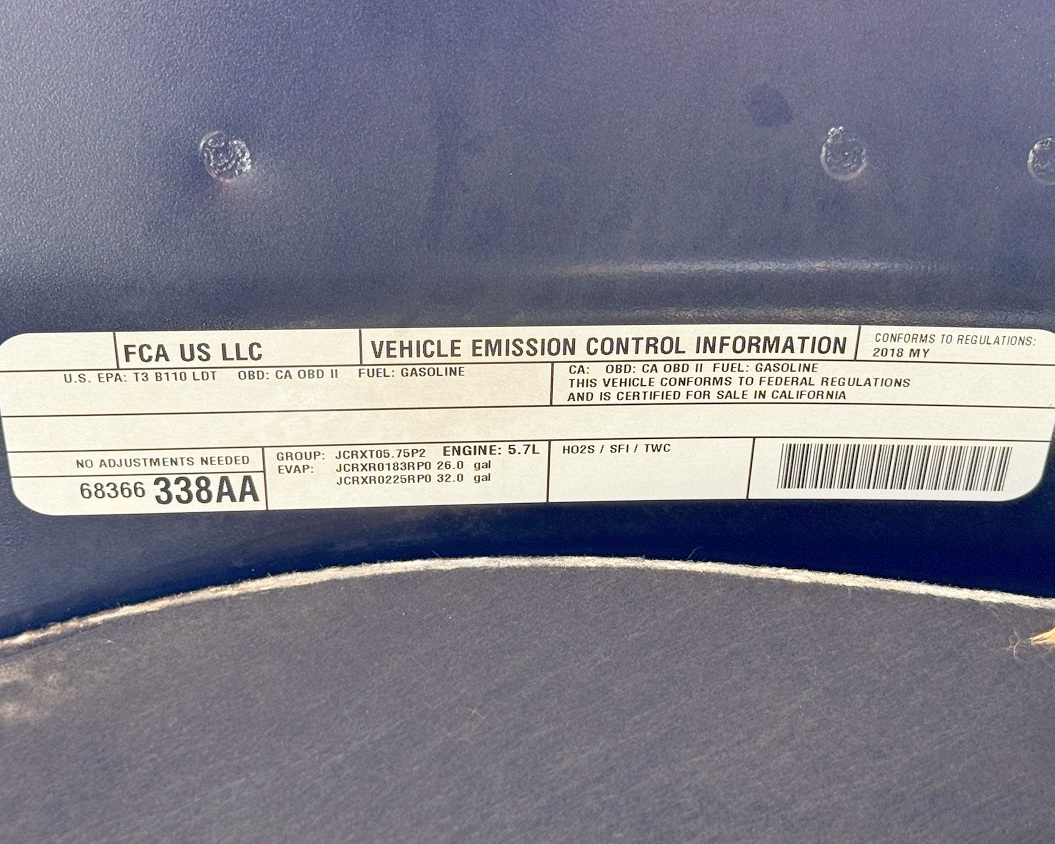 FCA US LLC
VEHICLE EMISSION CONTROL INFORMATION
CONFORMS TO REGULATIONS:
2018 MY
U.S. EPA: T3 B110 LDT OBD: CA OBD II FUEL: GASOLINE
CA: OBD: CA OBD II FUEL: GASOLINE
THIS VEHICLE CONFORMS TO FEDERAL REGULATIONS
AND IS CERTIFIED FOR SALE IN CALIFORNIA
NO ADJUSTMENTS NEEDED
68366 338AA
GROUP: JCRXT05.75P2 ENGINE: 5.7L
EVAP: JCRXR0183RP0 26.0 gal
JCRXR0225RP0 32.0 gal
HO2S / SFI / TWC